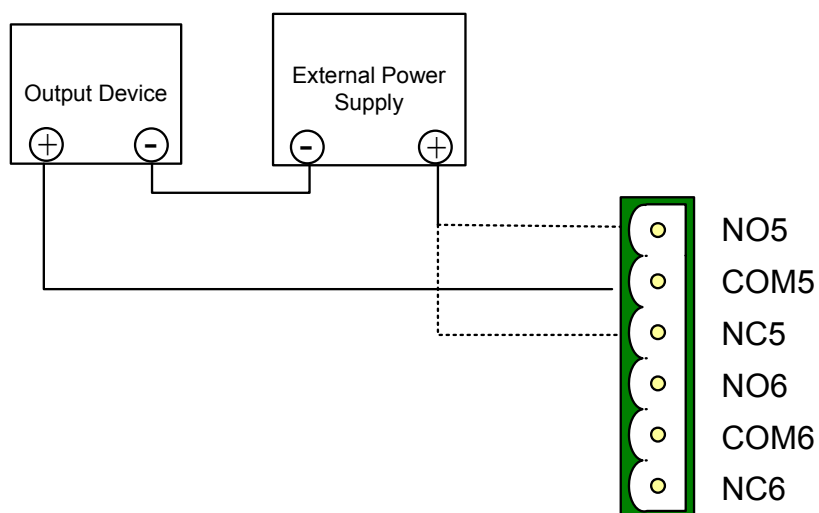 Output Device
+
-
External Power
Supply
-
+
NO5
COM5
NC5
NO6
COM6
NC6